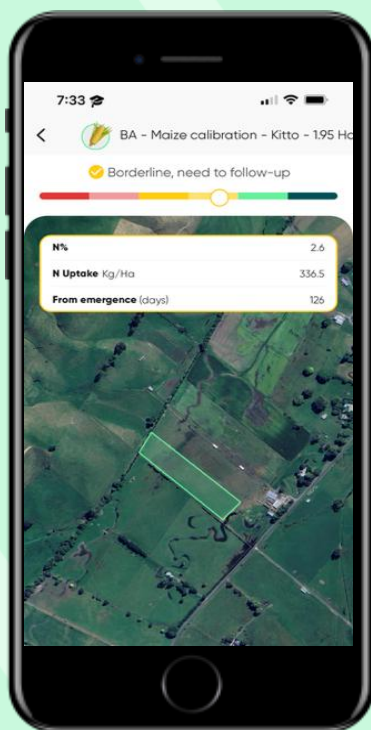 7:33
BA - Maize calibration - Kitto - 1.95 Ha
Borderline, need to follow-up
N% 2.6
N Uptake Kg/Ha 336.5
From emergence (days) 126